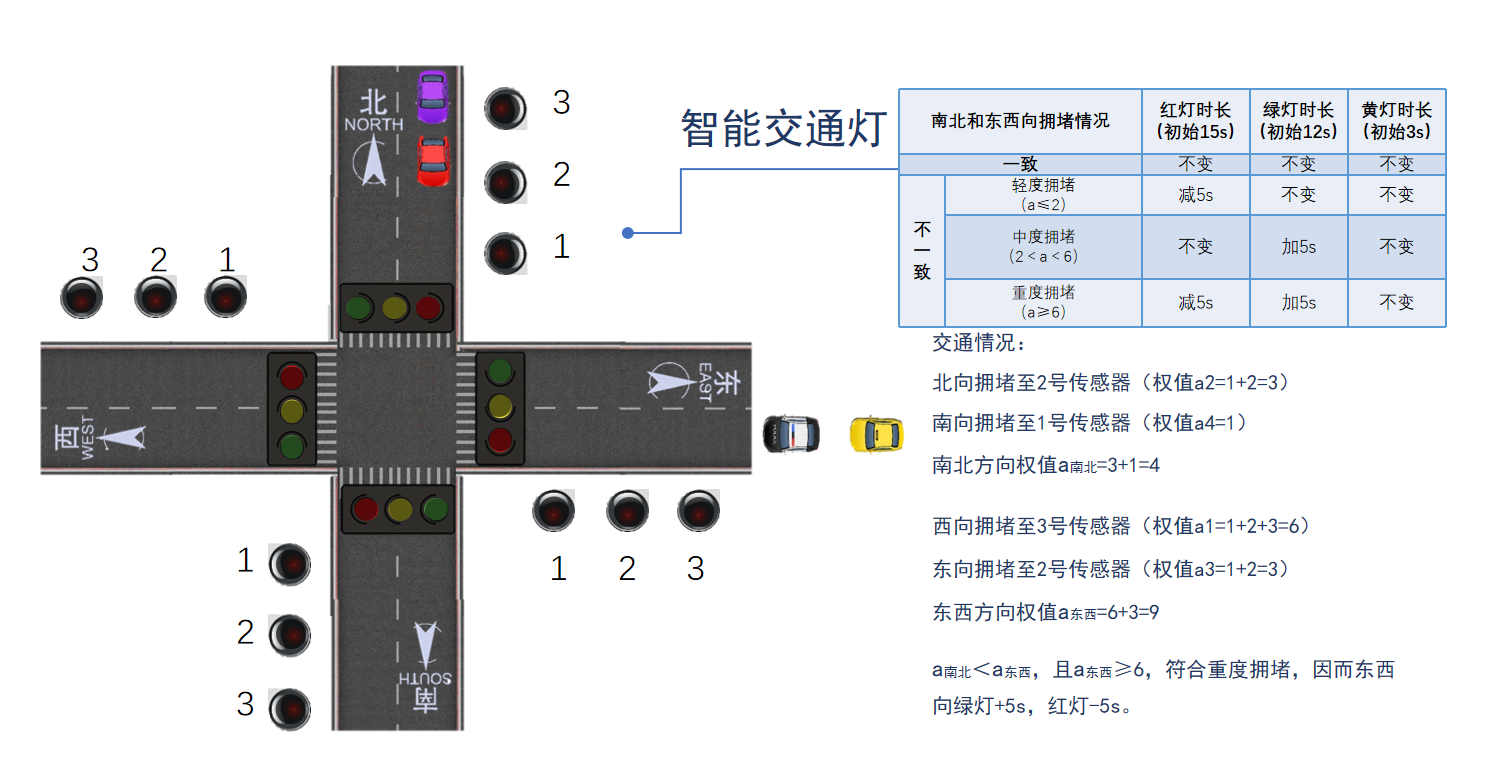 智能交通灯
南北和东西向拥堵情况
红灯时长
(初始15s)
绿灯时长
(初始12s)
黄灯时长
(初始3s)
一致
不变
不变
不变
不一致
轻度拥堵
(a≤2)
减5s
不变
不变
中度拥堵
(2<a<6)
不变
加5s
不变
重度拥堵
(a≥6)
减5s
加5s
不变
交通情况：
北向拥堵至2号传感器（权值a2=1+2=3）
南向拥堵至1号传感器（权值a4=1）
南北方向权值a南北=3+1=4
西向拥堵至3号传感器（权值a1=1+2+3=6）
东向拥堵至2号传感器（权值a3=1+2=3）
东西方向权值a东西=6+3=9
a南北＜a东西，且a东西≥6，符合重度拥堵，因而东西
向绿灯+5s，红灯-5s。
北
NORTH
3
2
1
3 2 1
东
EAST
西
WEST
1 2 3
1
2
3
SOUTH
南
POLICE